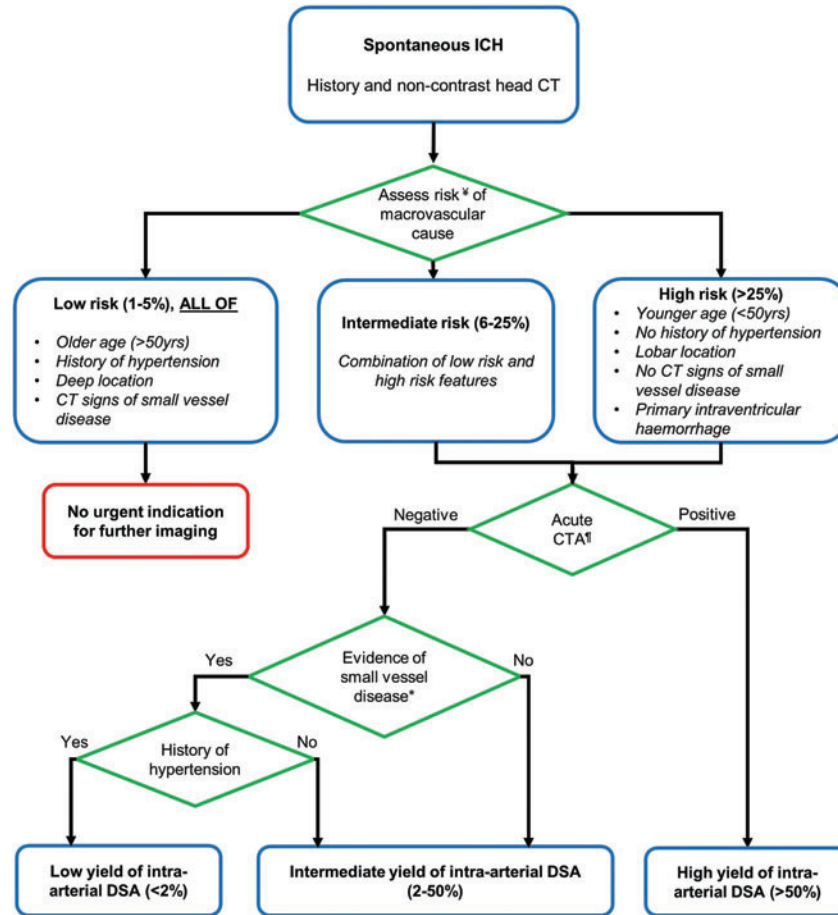 Spontaneous ICH
History and non-contrast head CT
Assess risk¥ of
macrovascular
cause
Low risk (1-5%), ALL OF
• Older age (>50yrs)
• History of hypertension
• Deep location
• CT signs of small vessel
disease
Intermediate risk (6-25%)
Combination of low risk and
high risk features
High risk (>25%)
• Younger age (<50yrs)
• No history of hypertension
• Lobar location
• No CT signs of small
vessel disease
• Primary intraventricular
haemorrhage
No urgent indication
for further imaging
Negative
Acute
CTA¶
Positive
Yes
Evidence of
small vessel
disease*
No
Yes
History of
hypertension
No
Low yield of intra-
arterial DSA (<2%)
Intermediate yield of intra-arterial DSA
(2-50%)
High yield of intra-
arterial DSA (>50%)